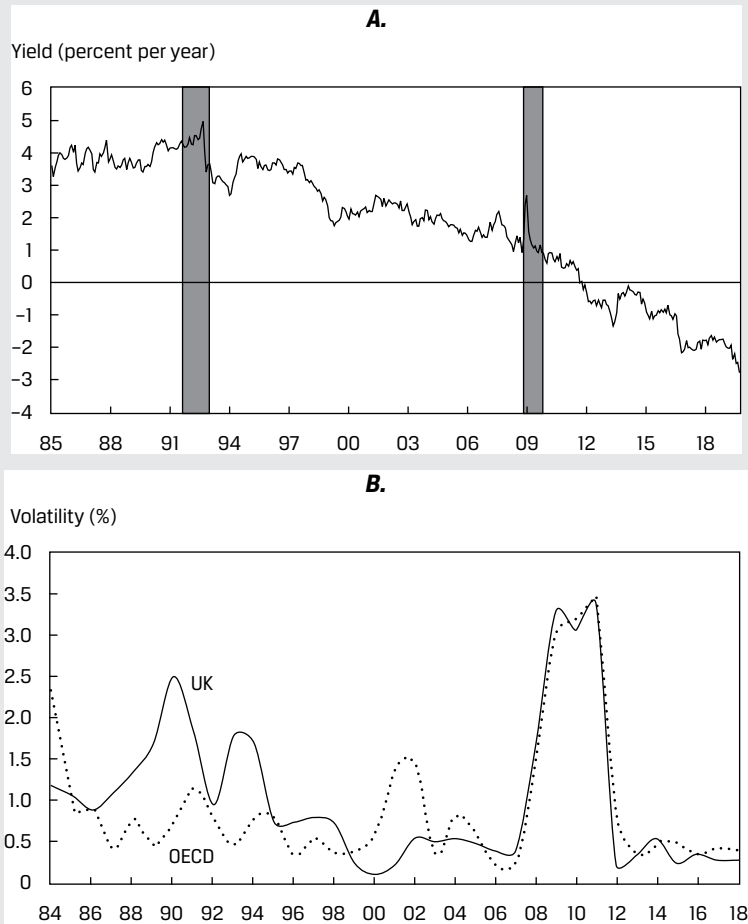 A.
Yield (percent per year)
6
5
4
3
2
1
0
–1
–2
–3
–4
85 88 91 94 97 00 03 06 09 12 15 18
B.
Volatility (%)
4.0
3.5
3.0
2.5
UK
2.0
1.5
1.0
0.5
OECD
0
84 86 88 90 92 94 96 98 00 02 04 06 08 10 12 14 16 18